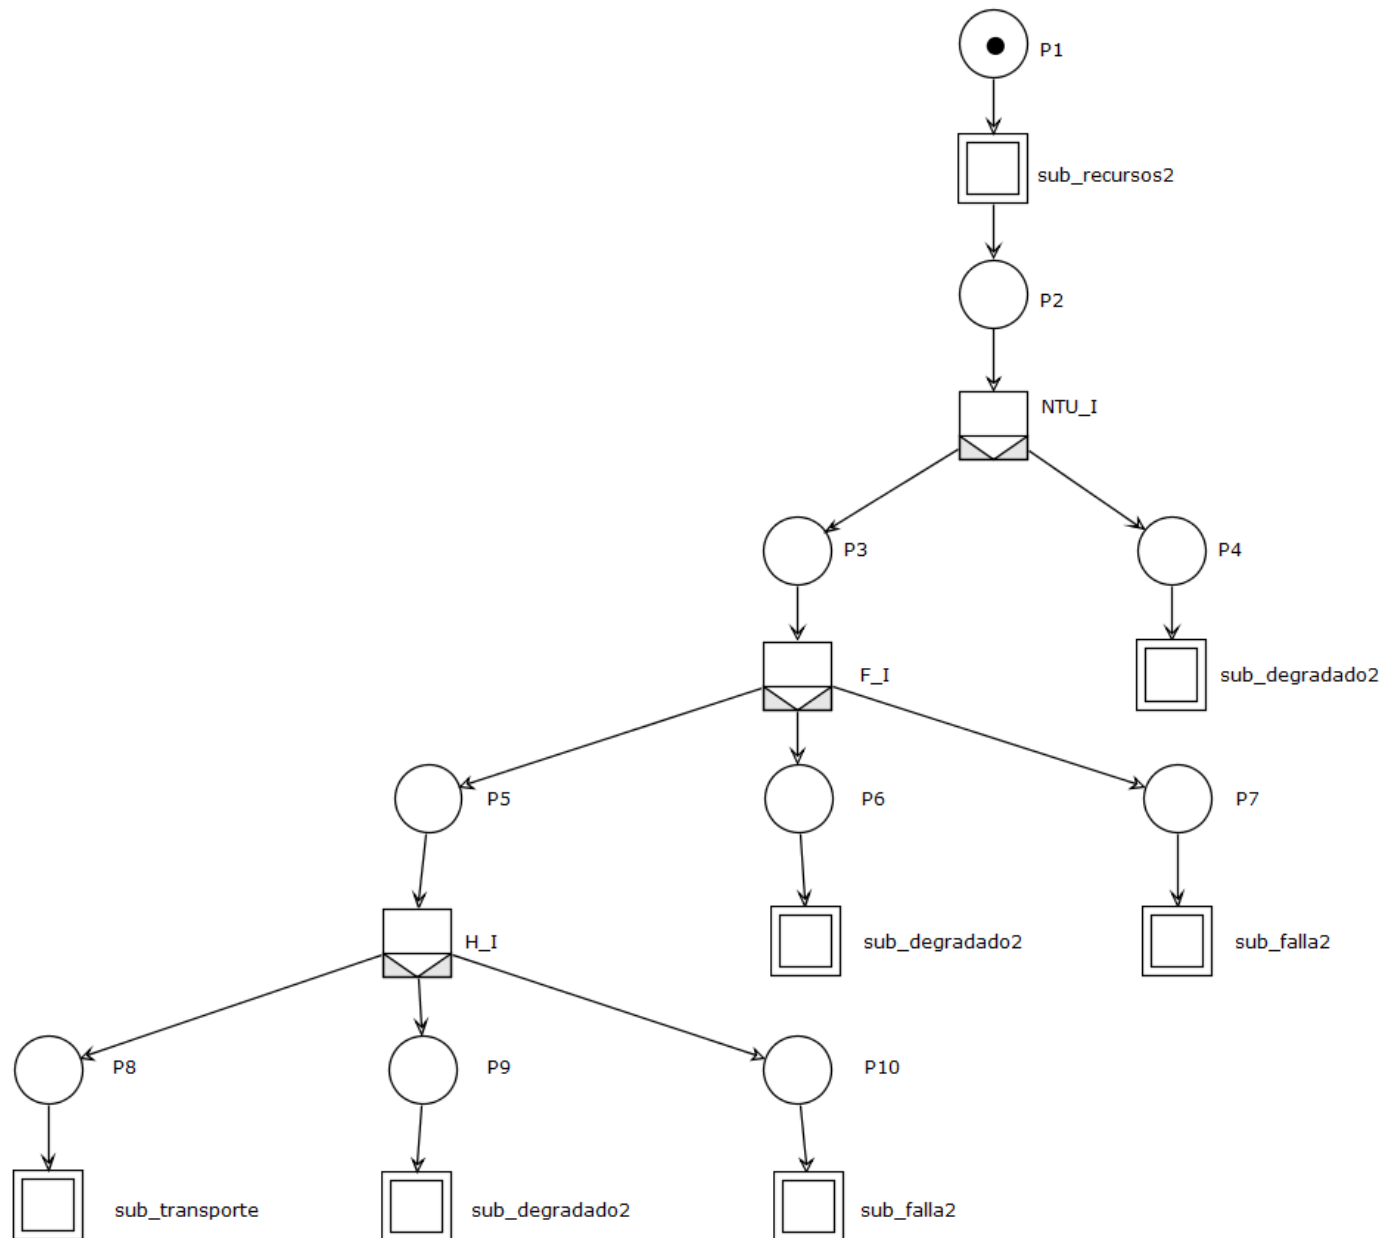 P1
sub_recursos2
P2
NTU_I
P3
P4
F_I
sub_degradado2
P5
P6
P7
H_I
sub_degradado2
sub_falla2
P8
P9
P10
sub_transporte
sub_degradado2
sub_falla2